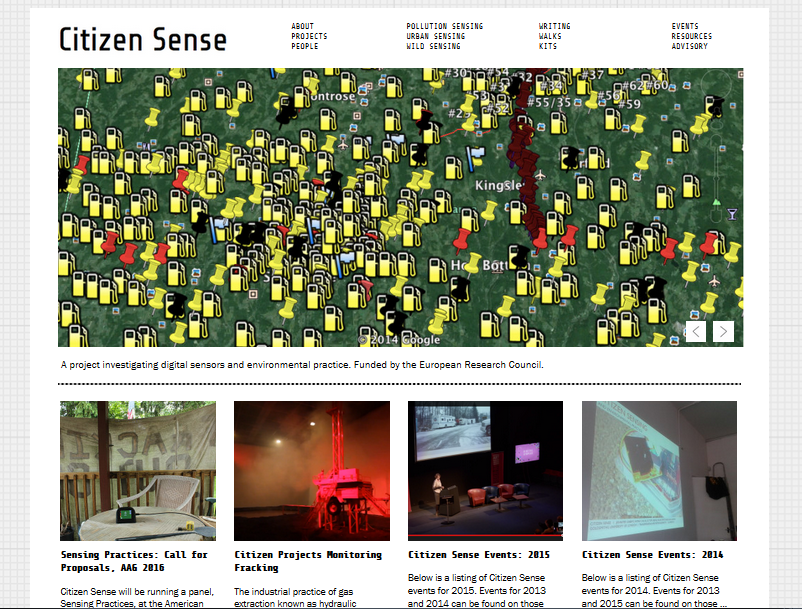 Citizen Sense
ABOUT
PROJECTS
PEOPLE
POLLUTION SENSING
URBAN SENSING
WILD SENSING
WRITING
WALKS
KITS
EVENTS
RESOURCES
ADVISORY
#30
#54
#32
#37
#34
#62
#60
#56
#55/35
#59
© 2014 Google
A project investigating digital sensors and environmental practice. Funded by the European Research Council.
Sensing Practices: Call for
Proposals, AAG 2016
Citizen Sense will be running a panel,
Sensing Practices, at the American
Citizen Projects Monitoring
Fracking
The industrial practice of gas
extraction known as hydraulic
Citizen Sense Events: 2015
Below is a listing of Citizen Sense
events for 2015. Events for 2013
and 2014 can be found on those
Citizen Sense Events: 2014
Below is a listing of Citizen Sense
events for 2014. Events for 2013
and 2015 can be found on those ...